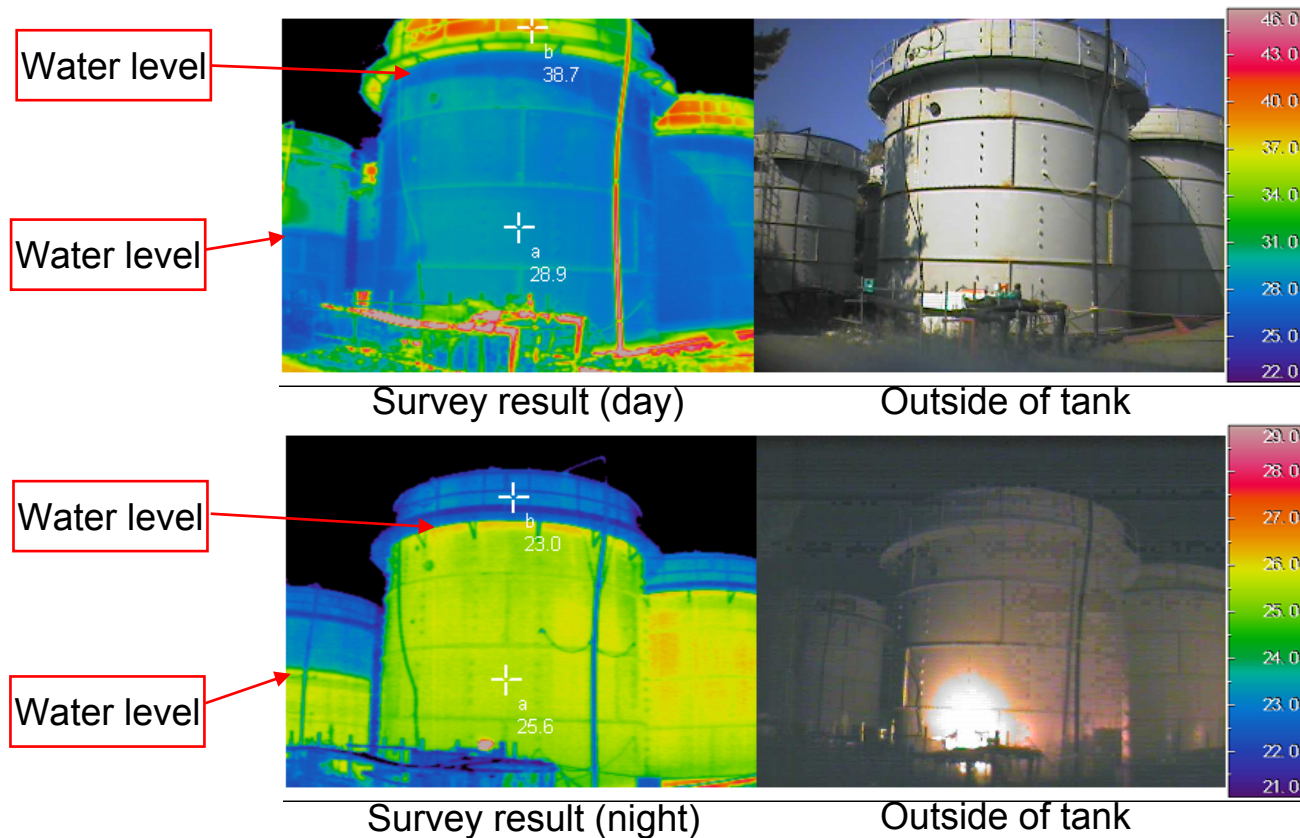 Water level
Water level
b
38.7
a
28.9
46.0
43.0
40.0
37.0
34.0
31.0
28.0
25.0
22.0
Survey result (day)
Outside of tank
Water level
Water level
b
23.0
a
25.6
29.0
28.0
27.0
26.0
25.0
24.0
23.0
22.0
21.0
Survey result (night)
Outside of tank